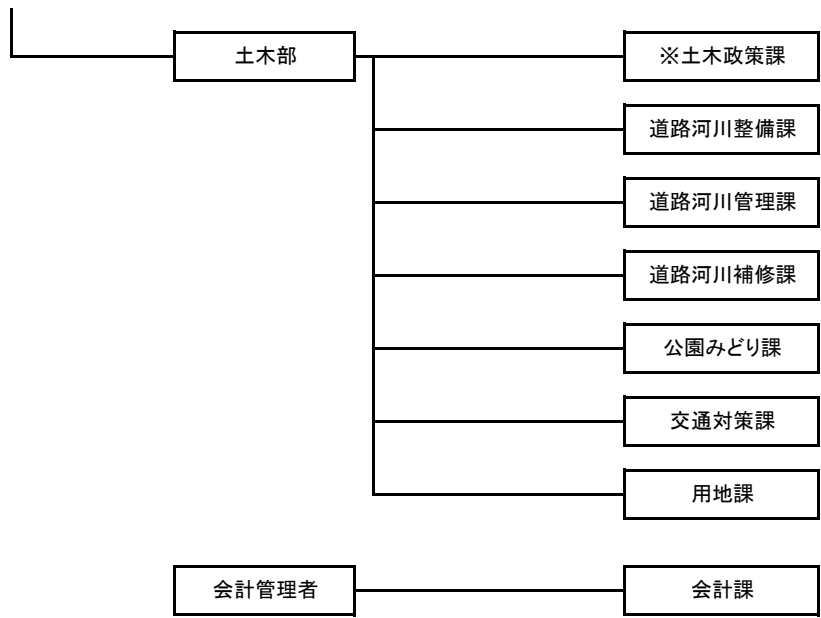 土木部
※土木政策課
道路河川整備課
道路河川管理課
道路河川補修課
公園みどり課
交通対策課
用地課
会計管理者
会計課